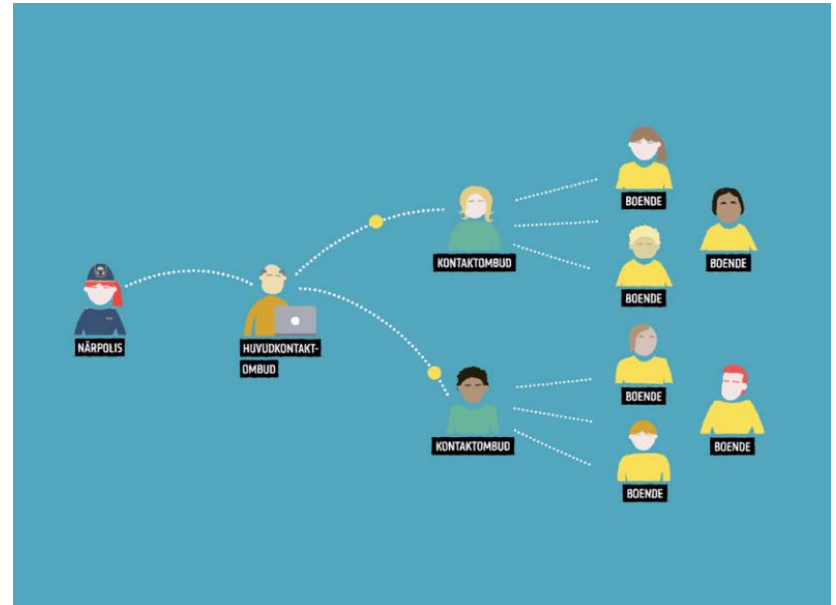 NÄRPOLIS
HUVUDKONTAKT-
OMBUD
KONTAKTOMBUD
BOENDE
BOENDE
BOENDE
KONTAKTOMBUD
BOENDE
BOENDE
BOENDE